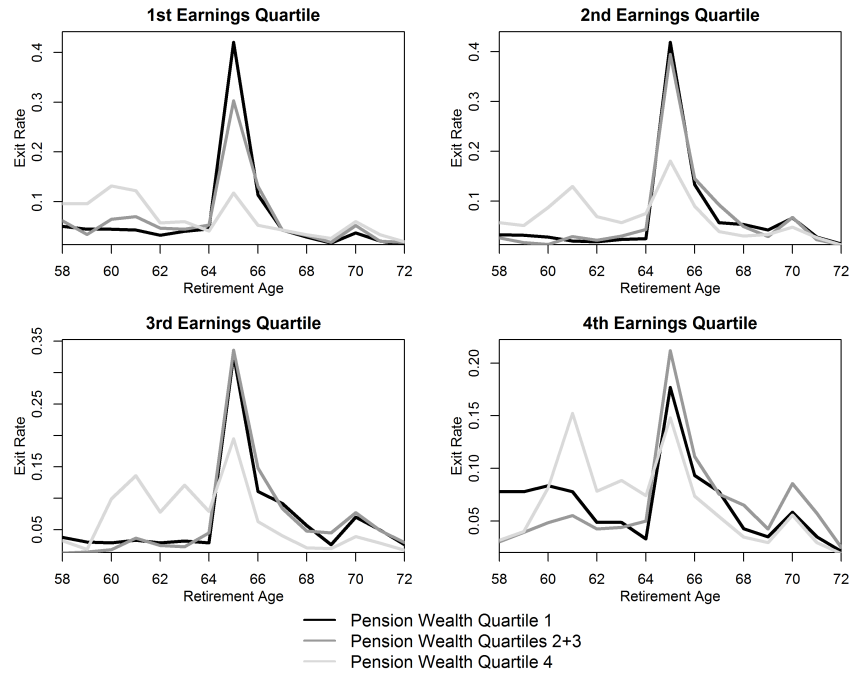 1st Earnings Quartile
Exit Rate
0.1 0.2 0.3 0.4
58 60 62 64 66 68 70 72
Retirement Age
2nd Earnings Quartile
Exit Rate
0.1 0.2 0.3 0.4
58 60 62 64 66 68 70 72
Retirement Age
3rd Earnings Quartile
Exit Rate
0.05 0.15 0.25 0.35
58 60 62 64 66 68 70 72
Retirement Age
4th Earnings Quartile
Exit Rate
0.05 0.10 0.15 0.20
58 60 62 64 66 68 70 72
Retirement Age
Pension Wealth Quartile 1
Pension Wealth Quartiles 2+3
Pension Wealth Quartile 4